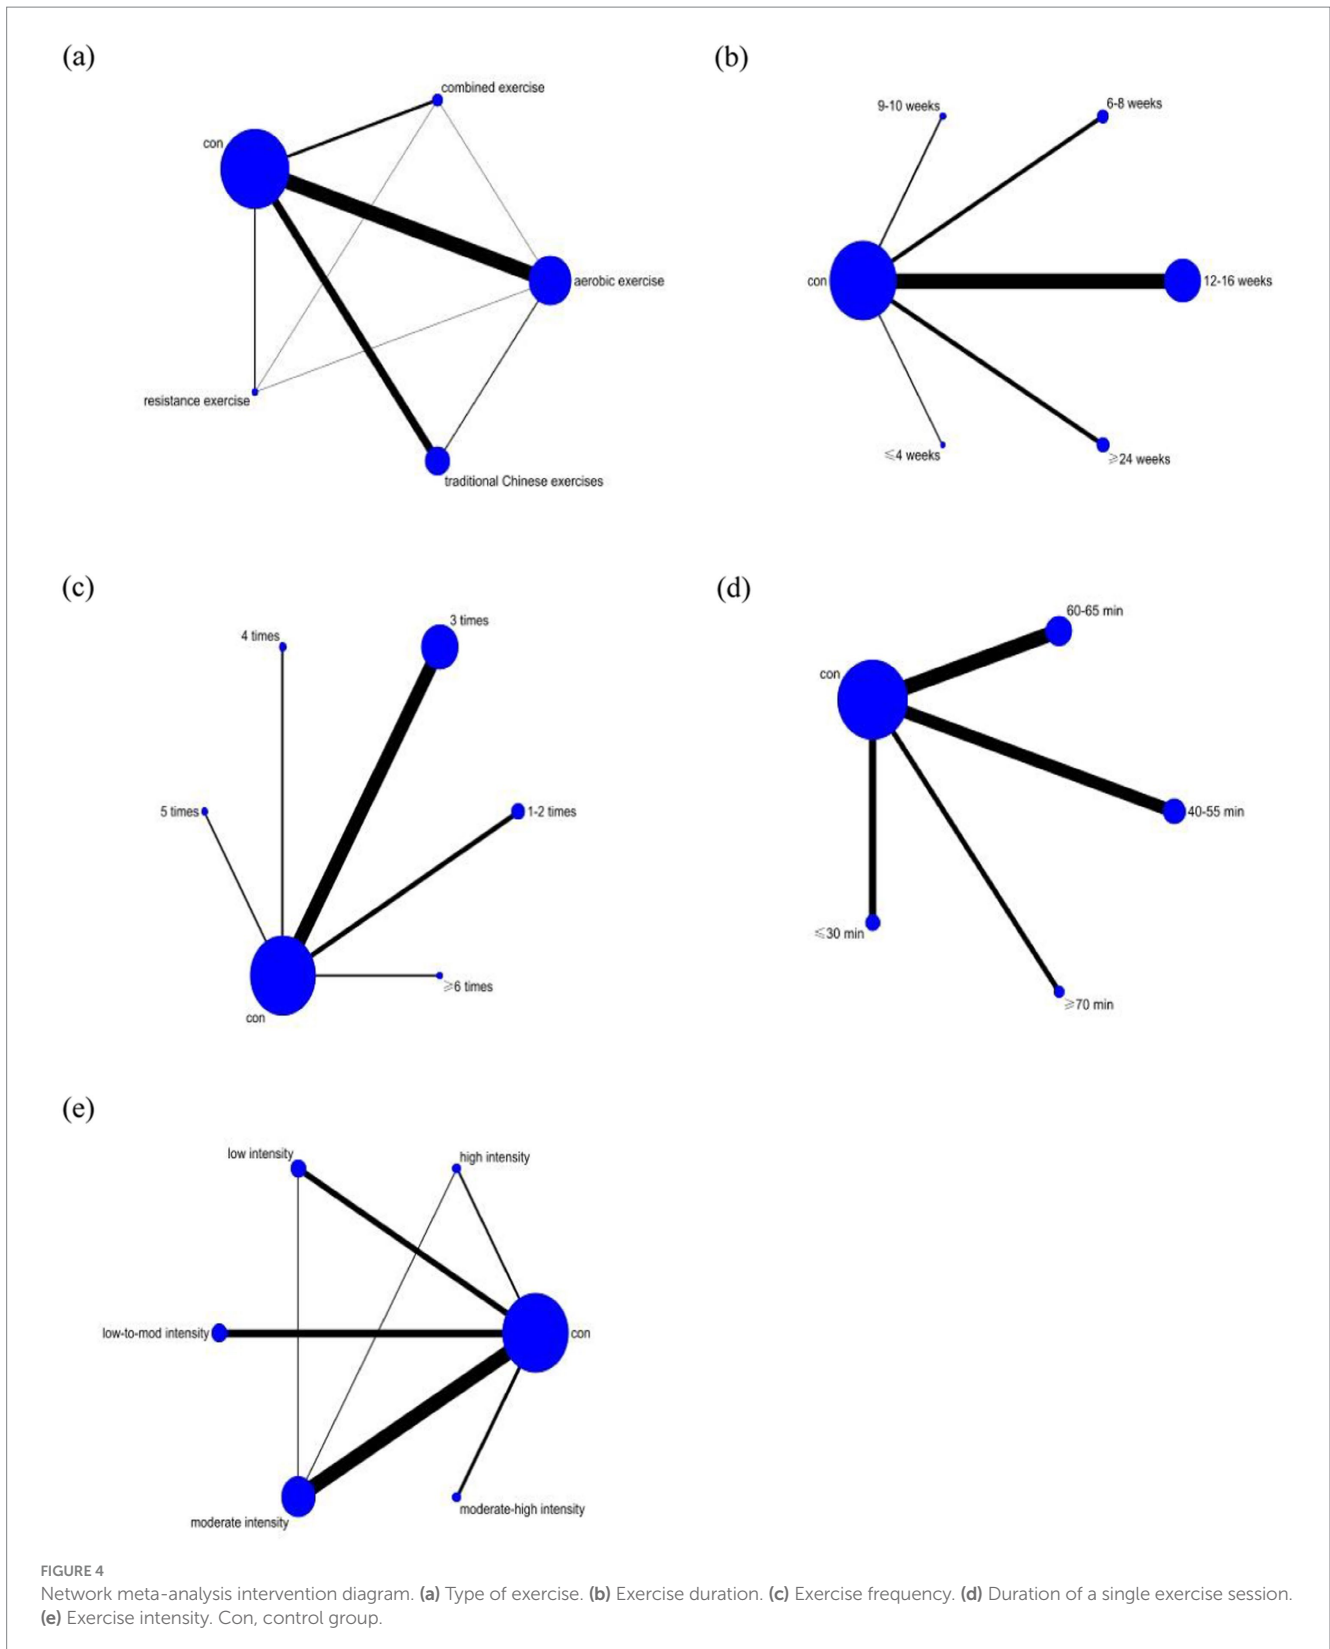 (a)
combined exercise
con
aerobic exercise
resistance exercise
traditional Chinese exercises
(b)
9-10 weeks
6-8 weeks
con
12-16 weeks
⩽4 weeks
⩾24 weeks
(c)
3 times
4 times
5 times
1-2 times
⩾6 times
con
(d)
60-65 min
con
40-55 min
⩽30 min
⩾70 min
(e)
low intensity
high intensity
low-to-mod intensity
con
moderate intensity
moderate-high intensity
FIGURE 4
Network meta-analysis intervention diagram. (a) Type of exercise. (b) Exercise duration. (c) Exercise frequency. (d) Duration of a single exercise session.
(e) Exercise intensity. Con, control group.